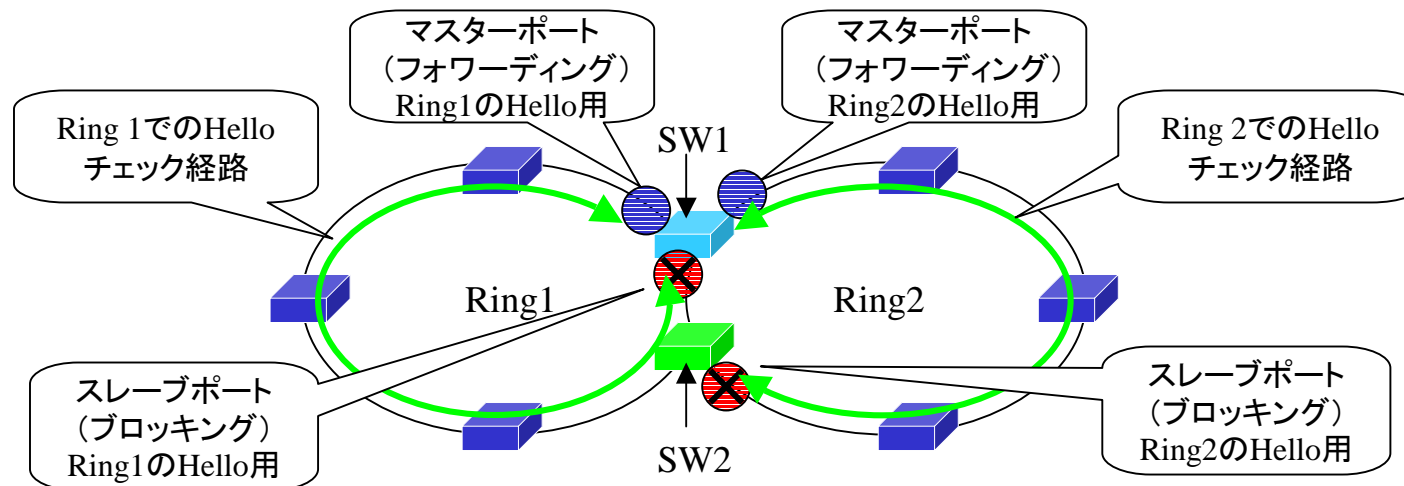 マスターポート
（フォワーディング）
Ring1のHello用
マスターポート
（フォワーディング）
Ring2のHello用
Ring 1でのHello
チェック経路
SW1
Ring 2でのHello
チェック経路
Ring1
Ring2
スレーブポート
（ブロッキング）
Ring1のHello用
SW2
スレーブポート
（ブロッキング）
Ring2のHello用